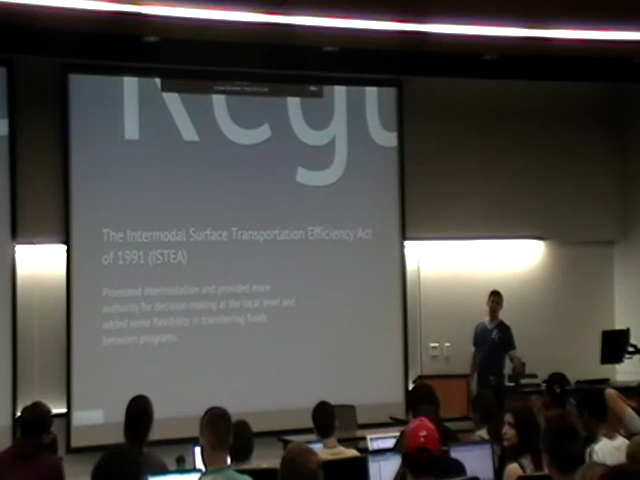 Regu
The Intermodal Surface Transportation Efficiency Act
of 1991 (ISTEA)
Promoted intermodalism and provided more
authority for decision-making at the local level and
added some flexibility in transferring funds
between programs.